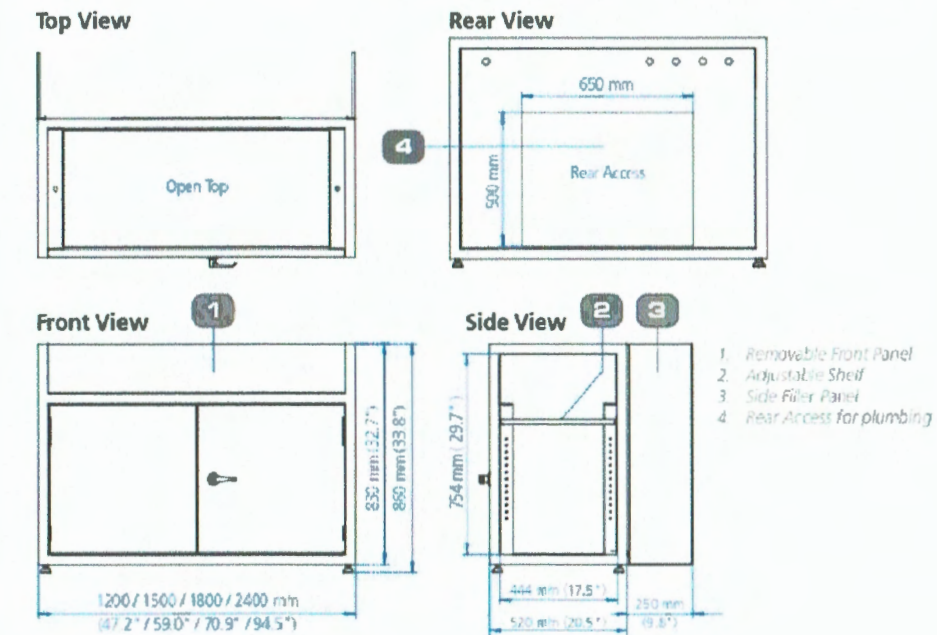 Top View
Open Top
Rear View
650 mm
500 mm
4
Rear Access
Front View
1
830 mm (32.7")
860 mm (33.8")
1200 / 1500 / 1800 / 2400 mm
(47.2" / 59.0" / 70.9" / 94.5")
Side View
2
3
754 mm (29.7")
444 mm (17.5")
520 mm (20.5")
250 mm
(9.8")
1. Removable Front Panel
2. Adjustable Shelf
3. Side Filler Panel
4 Rear Access for plumbing